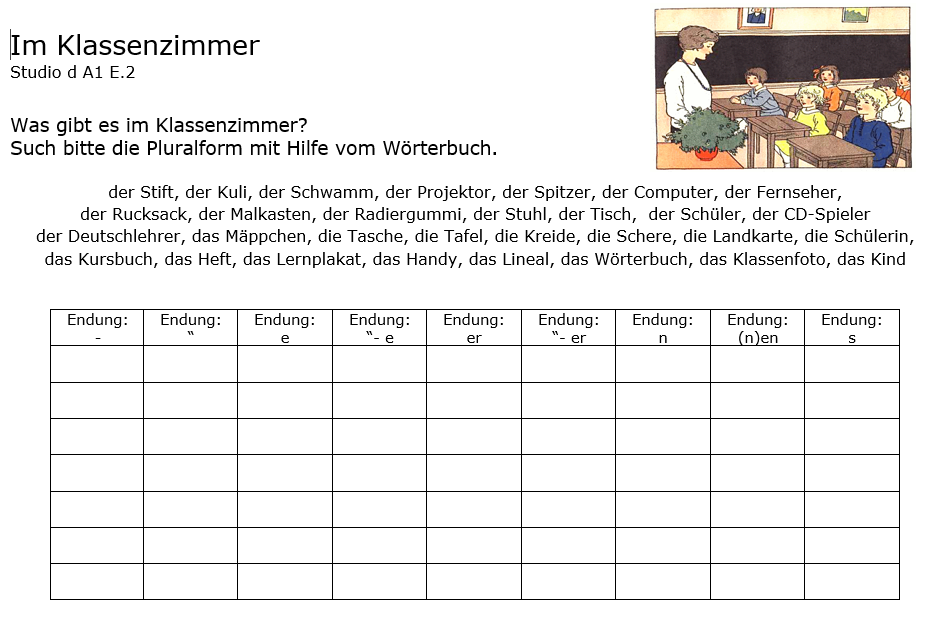 Im Klassenzimmer
Studio d A1 E.2
Was gibt es im Klassenzimmer?
Such bitte die Pluralform mit Hilfe vom Wörterbuch.
der Stift, der Kuli, der Schwamm, der Projektor, der Spitzer, der Computer, der Fernseher,
der Rucksack, der Malkasten, der Radiergummi, der Stuhl, der Tisch, der Schüler, der CD-Spieler
der Deutschlehrer, das Mäppchen, die Tasche, die Tafel, die Kreide, die Schere, die Landkarte, die Schülerin,
das Kursbuch, das Heft, das Lernplakat, das Handy, das Lineal, das Wörterbuch, das Klassenfoto, das Kind
Endung: Endung: Endung: Endung: Endung: Endung: Endung: Endung: Endung:
- “ e “- e er “- er n (n)en s